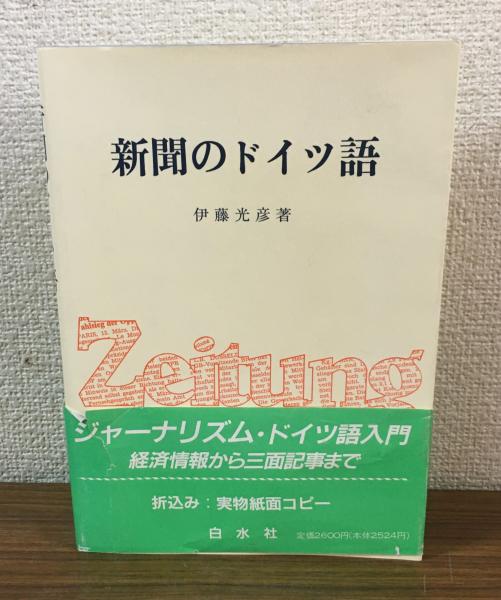 新聞のドイツ語
伊藤光彦著
Zeitung
ジャーナリズム・ドイツ語入門
経済情報から三面記事まで
折込み:実物紙面コピー
白水社 定価2600円(本体2524円)